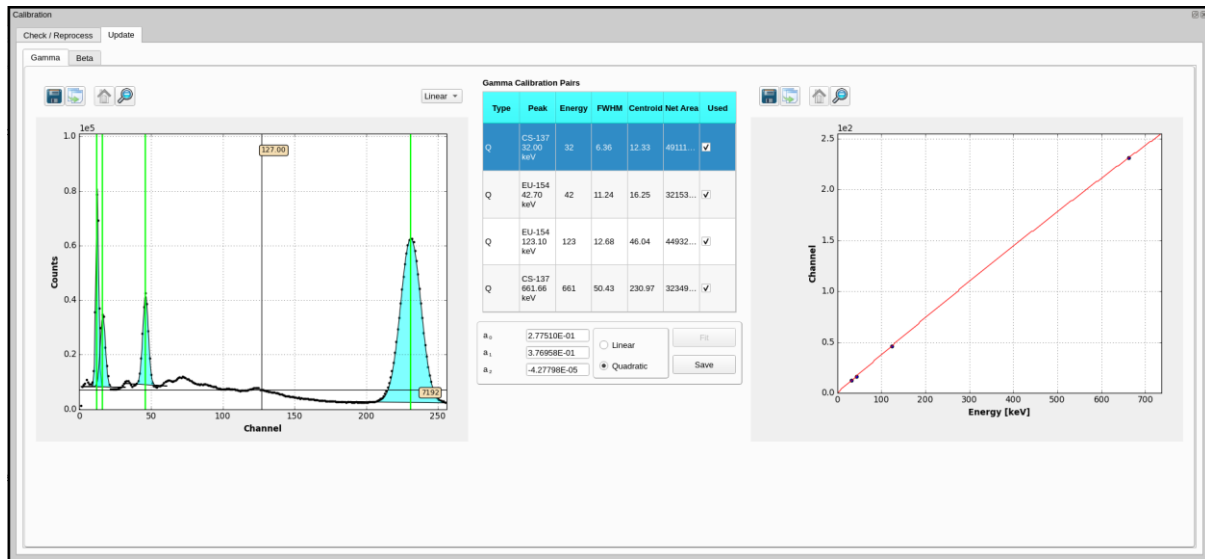 Calibration
Check / Reprocess Update
Gamma Beta
Linear
1e5
1.0
0.8
0.6
0.4
0.2
0.0
Counts
127.00
7192
0 50 100 150 200 250
Channel
Gamma Calibration Pairs
Type Peak Energy FWHM Centroid Net Area Used
Q CS-137 32.00 keV 32 6.36 12.33 49111...
Q EU-154 42.70 keV 42 11.24 16.25 32153...
Q EU-154 123.10 keV 123 12.68 46.04 44932...
Q CS-137 661.66 keV 661 50.43 230.97 32349...
a₀ 2.77510E-01
a₁ 3.76958E-01
a₂ -4.27798E-05
Linear
Quadratic
Fit
Save
1e2
2.5
2.0
1.5
1.0
0.5
0.0
Channel
0 100 200 300 400 500 600 700
Energy [keV]